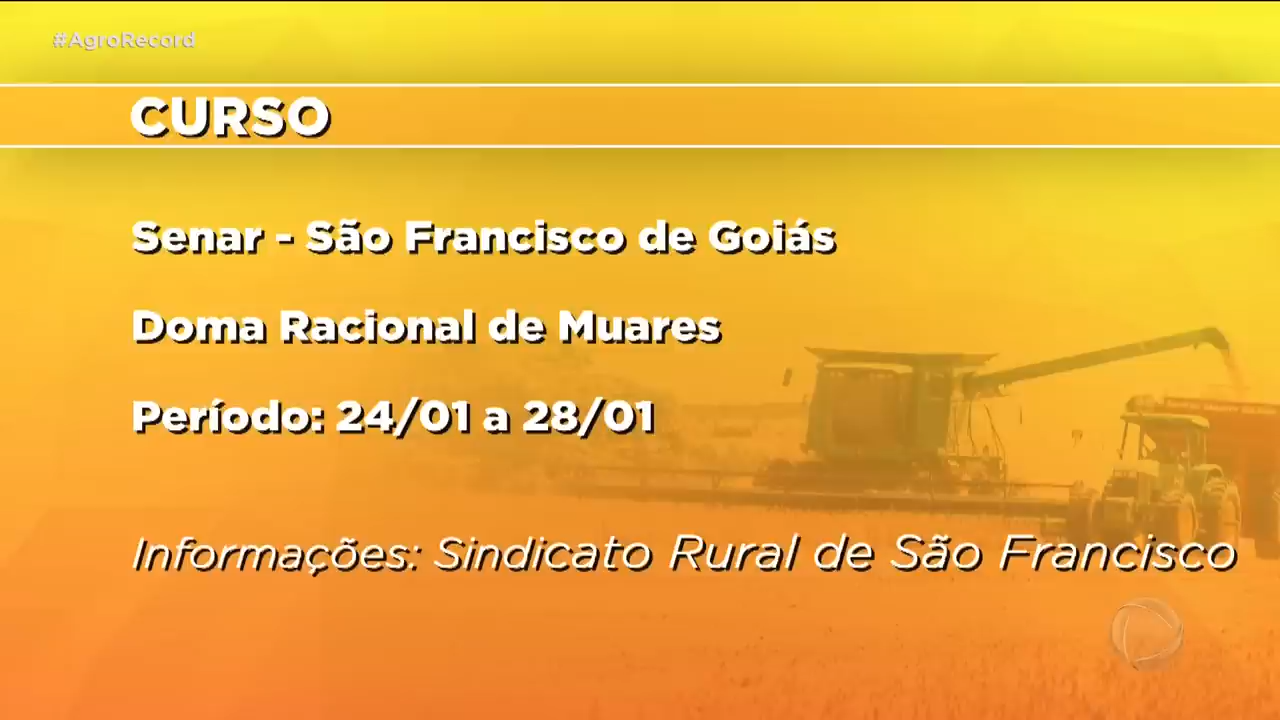 #AgroRecord
CURSO
Senar - São Francisco de Goiás
Doma Racional de Muares
Período: 24/01 a 28/01
Informações: Sindicato Rural de São Francisco